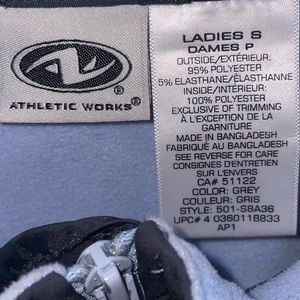 ATHLETIC WORKS®
LADIES S
DAMES P
OUTSIDE/EXTÉRIEUR:
95% POLYESTER
5% ELASTHANE/ÉLASTHANNE
INSIDE/INTÉRIEUR:
100% POLYESTER
EXCLUSIVE OF TRIMMING
À L'EXCEPTION DE LA
GARNITURE
MADE IN BANGLADESH
FABRIQUÉ AU BANGLADESH
SEE REVERSE FOR CARE
CONSIGNES D'ENTRETIEN
SUR L'ENVERS
CA# 51122
COLOR: GREY
COULEUR: GRIS
STYLE: 501-S8A36
UPC# 4 0360118833
AP1